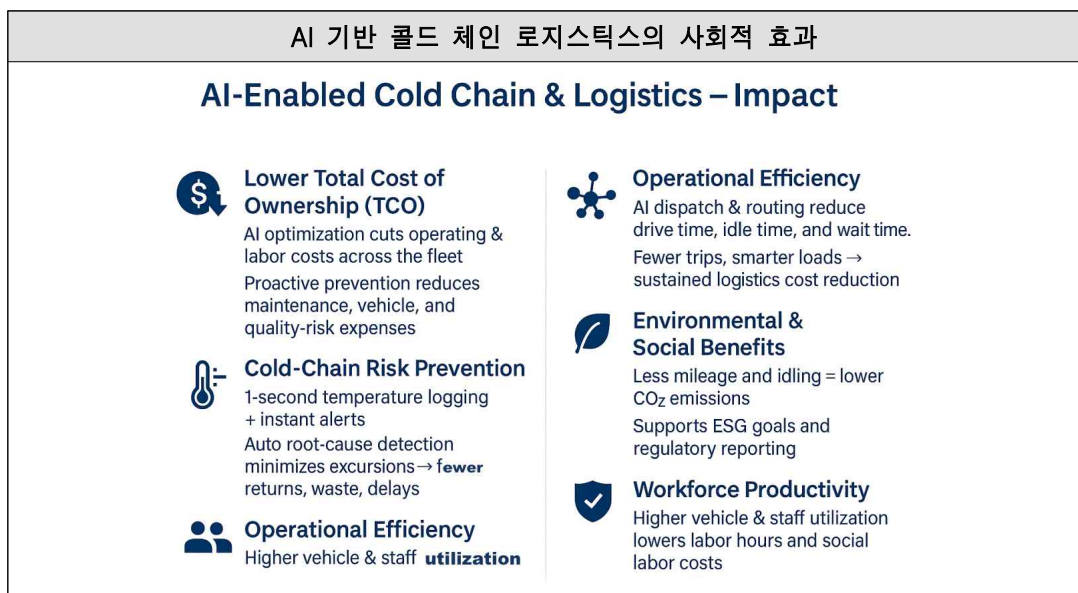 AI 기반 콜드 체인 로지스틱스의 사회적 효과
AI-Enabled Cold Chain & Logistics – Impact
Lower Total Cost of
Ownership (TCO)
AI optimization cuts operating &
labor costs across the fleet
Proactive prevention reduces
maintenance, vehicle, and
quality-risk expenses
Cold-Chain Risk Prevention
1-second temperature logging
+ instant alerts
Auto root-cause detection
minimizes excursions → fewer
returns, waste, delays
Operational Efficiency
Higher vehicle & staff utilization
Operational Efficiency
AI dispatch & routing reduce
drive time, idle time, and wait time.
Fewer trips, smarter loads →
sustained logistics cost reduction
Environmental &
Social Benefits
Less mileage and idling = lower
COz emissions
Supports ESG goals and
regulatory reporting
Workforce Productivity
Higher vehicle & staff utilization
lowers labor hours and social
labor costs